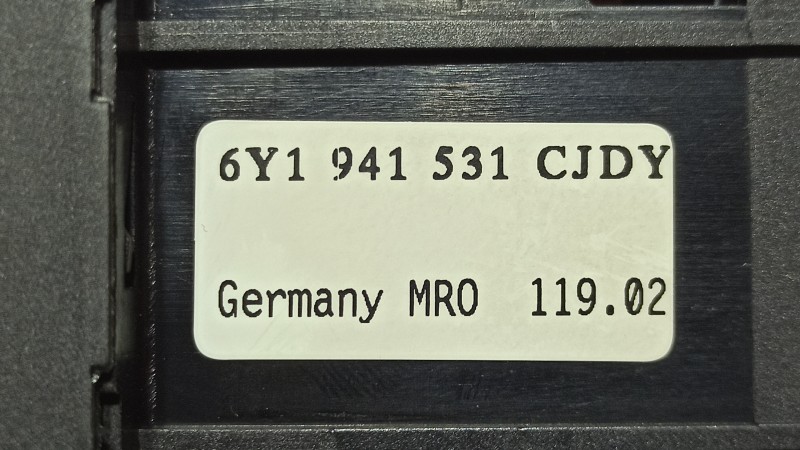 6Y1 941 531 CJDY
Germany MRO 119.02